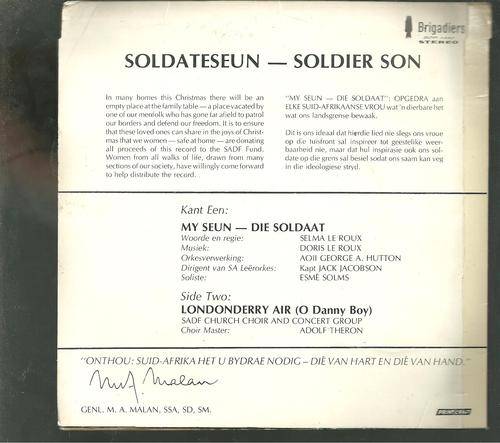 Brigadiers
STEREO
SOLDATESEUN — SOLDIER SON
In many homes this Christmas there will be an
empty place at the family table — a place vacated by
one of our menfolk who has gone far afield to patrol
our borders and defend our freedom. It is to ensure
that these loved ones can share in the joys of Christ-
mas that we women — safe at home — are donating
all proceeds of this record to the SADF Fund.
Women from all walks of life, drawn from many
sections of our society, have willingly come forward
to help distribute the record. . .
"MY SEUN — DIE SOLDAAT"; OPGEDRA aan
ELKE SUID-AFRIKAANSE VROU wat 'n dierbare het
wat ons landsgrense bewaak.
Dit is ons ideaal dat hierdie lied nie slegs ons vroue
op die tuisfront sal inspireer tot geestelike weer-
baarheid nie, maar dat hul inspirasie ook ons sol-
date op die grens sal besiel sodat ons saam kan veg
in die ideologiese stryd.
Kant Een:
MY SEUN — DIE SOLDAAT
Woorde en regie: SELMA LE ROUX
Musiek: DORIS LE ROUX
Orkesverwerking: AOII GEORGE A. HUTTON
Dirigent van SA Leërorkes: Kapt JACK JACOBSON
Soliste: ESMÉ SOLMS
Side Two:
LONDONDERRY AIR (O Danny Boy)
SADF CHURCH CHOIR AND CONCERT GROUP
Choir Master: ADOLF THERON
"ONTHOU: SUID-AFRIKA HET U BYDRAE NODIG – DIÉ VAN HART EN DIÉ VAN HAND."
M. A. Malan
GENL. M. A. MALAN, SSA, SD, SM.